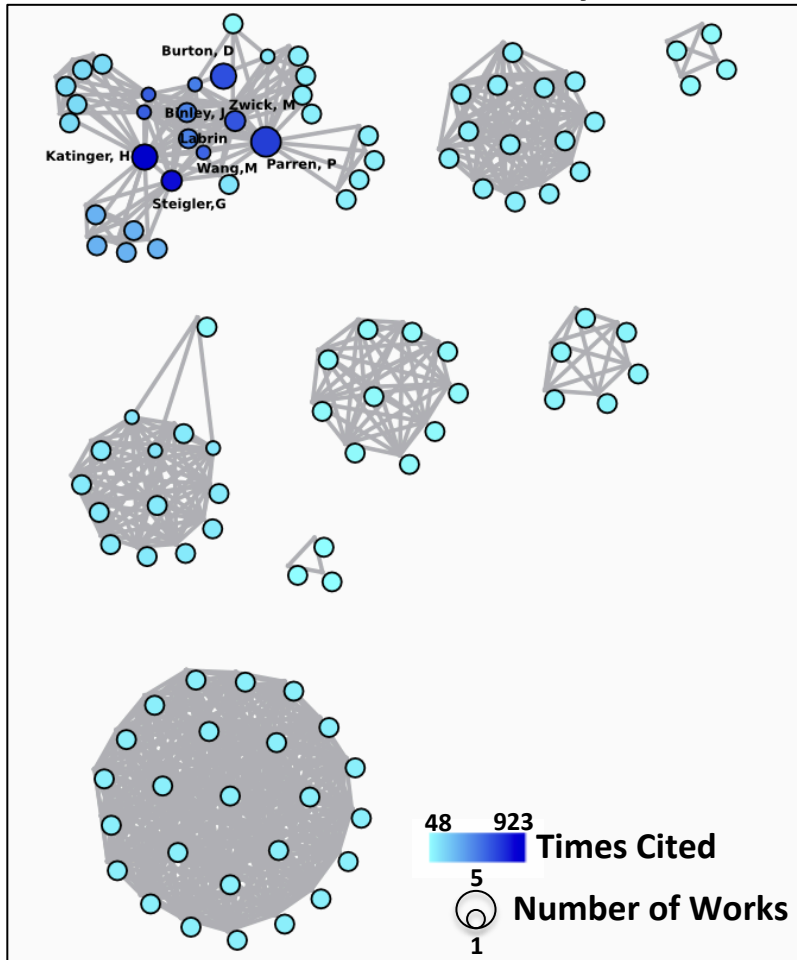 Burton, D
Binley, J
Zwick, M
Labrin
Katinger, H
Wang,M
Parren, P
Steigler,G
48 923
Times Cited
5
Number of Works
1